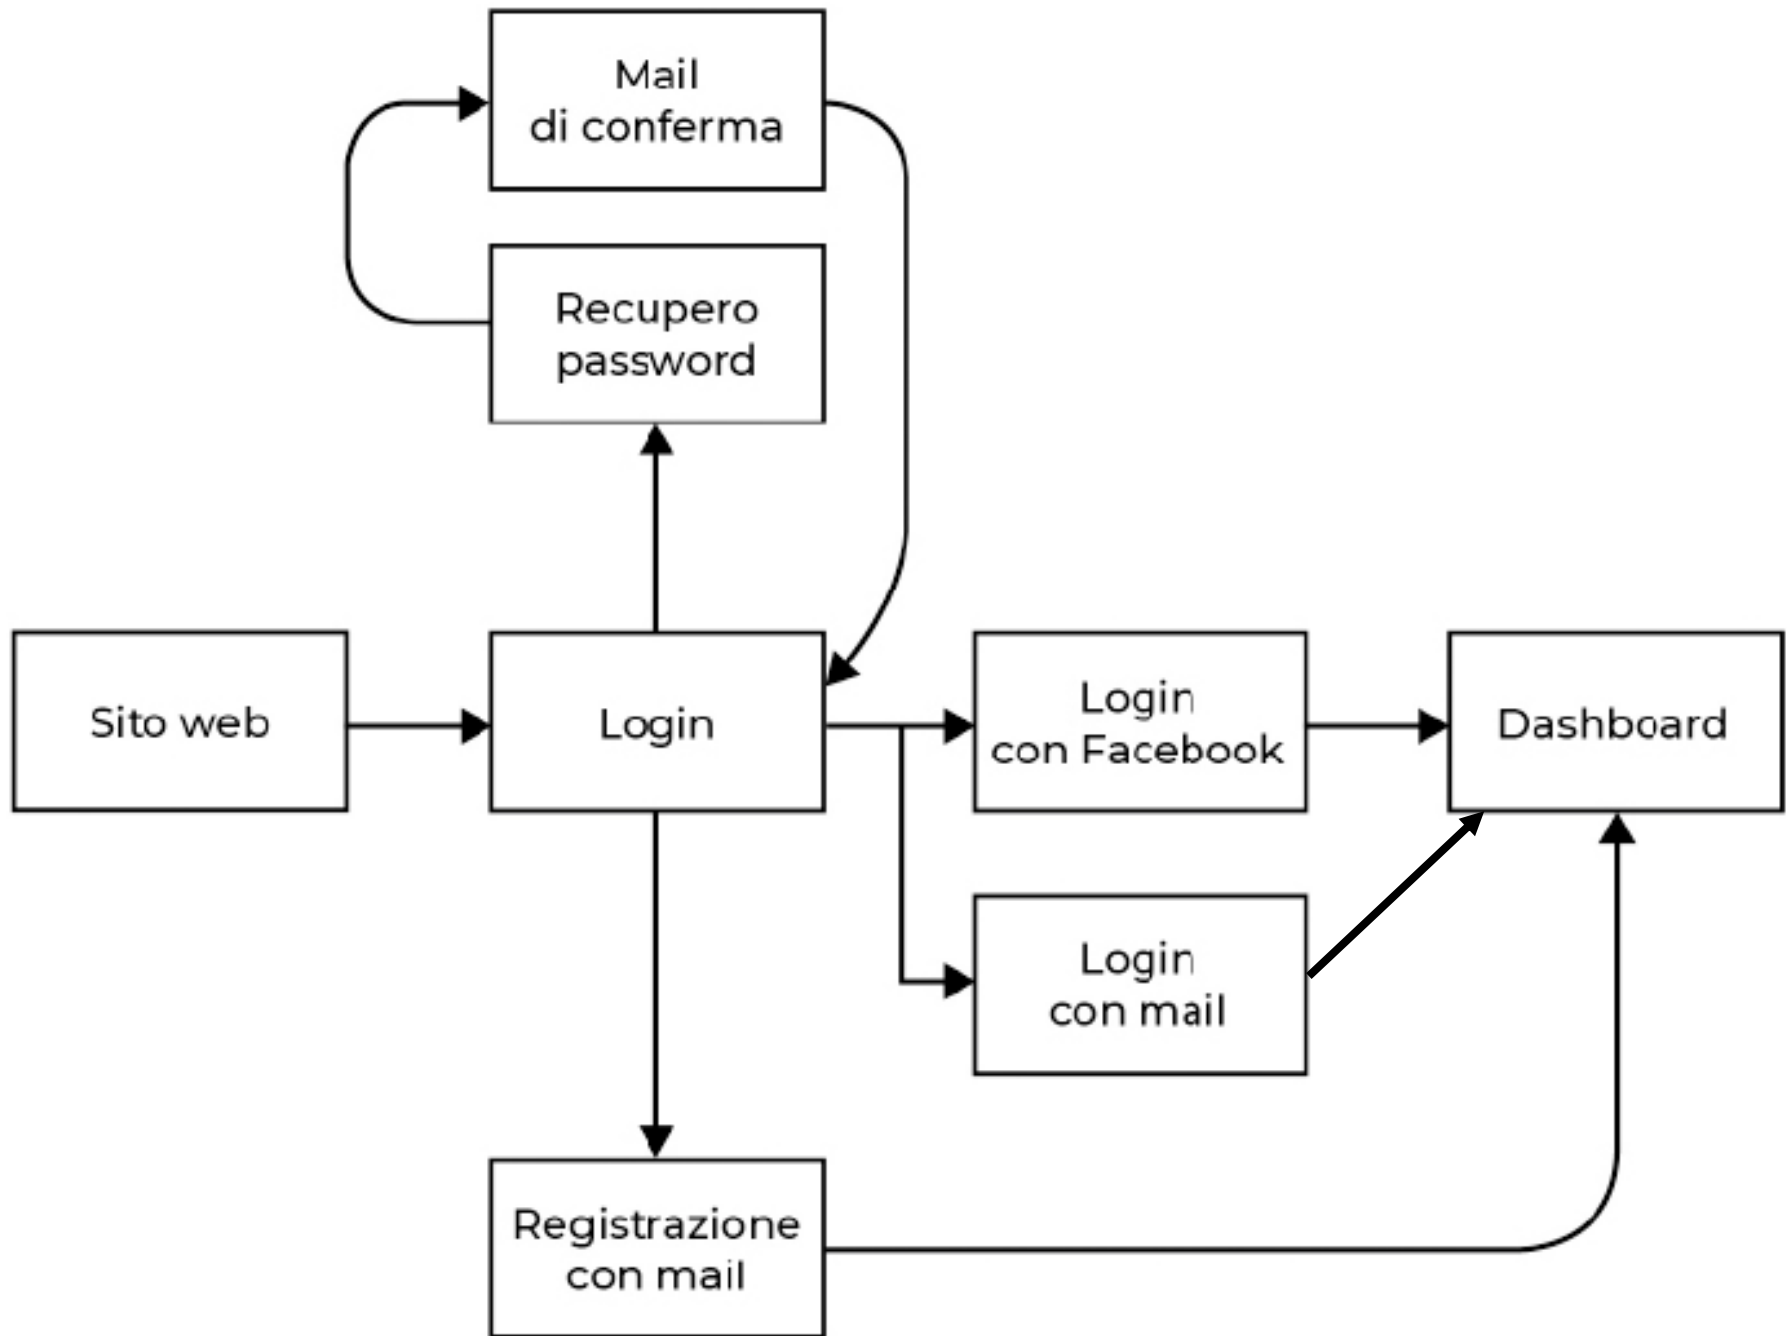 Mail
di conferma
Recupero
password
Sito web
Login
Login
con Facebook
Dashboard
Login
con mail
Registrazione
con mail